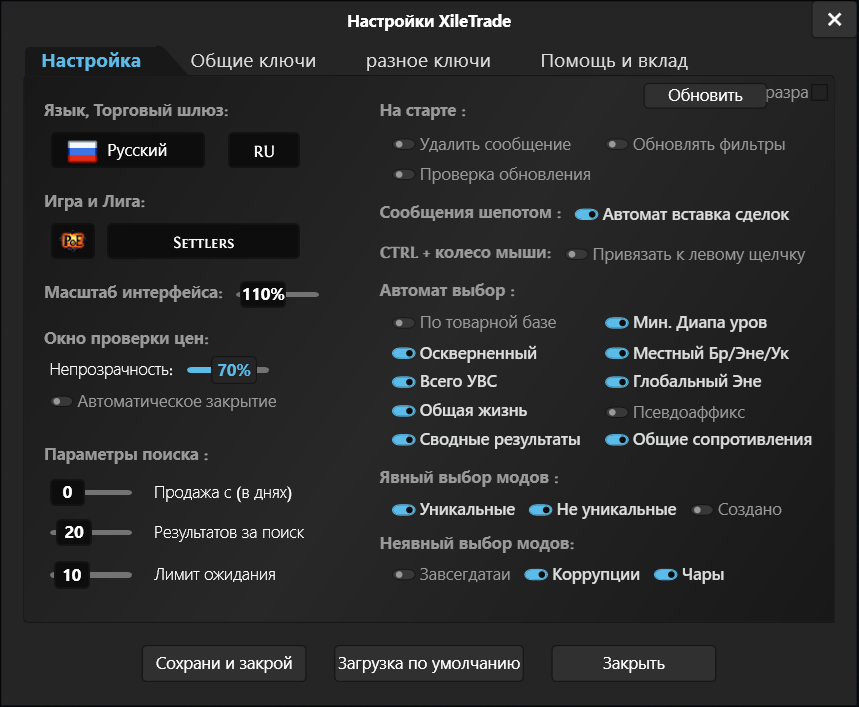 Настройки XileTrade
Настройка Общие ключи разное ключи Помощь и вклад
Обновить разра
Язык, Торговый шлюз:
Русский RU
Игра и Лига:
PoE Settlers
Масштаб интерфейса: 110%
Окно проверки цен:
Непрозрачность: 70%
Автоматическое закрытие
Параметры поиска :
0 Продажа с (в днях)
20 Результатов за поиск
10 Лимит ожидания
На старте :
Удалить сообщение Обновлять фильтры
Проверка обновления
Сообщения шепотом : Автомат вставка сделок
CTRL + колесо мыши: Привязать к левому щелчку
Автомат выбор :
По товарной базе Мин. Диапа уров
Оскверненный Местный Бр/Эне/Ук
Всего УВС Глобальный Эне
Общая жизнь Псевдоаффикс
Сводные результаты Общие сопротивления
Явный выбор модов :
Уникальные Не уникальные Создано
Неявный выбор модов:
Завсегдатаи Коррупции Чары
Сохрани и закрой Загрузка по умолчанию Закрыть